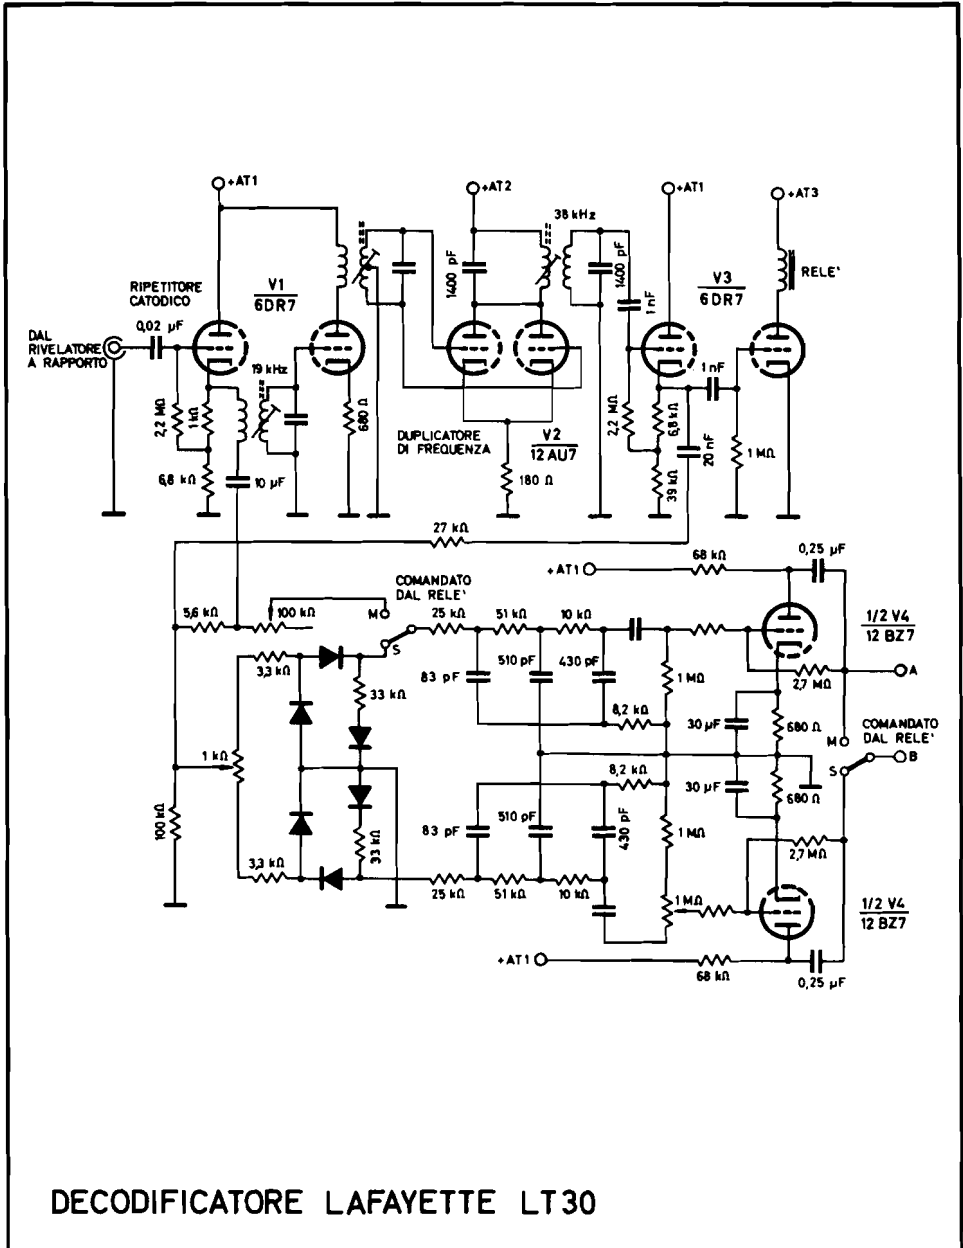 +AT1
+AT2
+AT1
+AT3
38 kHz
1400 pF
1400 pF
1 nF
V1
6DR7
V3
6DR7
RELE'
RIPETITORE
CATODICO
0,02 µF
DAL
RIVELATORE
A RAPPORTO
19 kHz
1 nF
2,2 MΩ
1 kΩ
680 Ω
2,2 MΩ
6,8 kΩ
20 nF
1 MΩ
DUPLICATORE
DI FREQUENZA
V2
12 AU7
6,8 kΩ
10 µF
180 Ω
39 kΩ
27 kΩ
68 kΩ
0,25 µF
+AT1
COMANDATO
DAL RELE'
M
5,6 kΩ
100 kΩ
25 kΩ
51 kΩ
10 kΩ
1/2 V4
12 BZ7
S
3,3 kΩ
33 kΩ
83 pF
510 pF
430 pF
1 MΩ
2,7 MΩ
A
8,2 kΩ
30 µF
680 Ω
COMANDATO
DAL RELE'
M
1 kΩ
S
B
8,2 kΩ
30 µF
680 Ω
100 kΩ
83 pF
510 pF
430 pF
1 MΩ
33 kΩ
2,7 MΩ
3,3 kΩ
25 kΩ
51 kΩ
10 kΩ
1 MΩ
1/2 V4
12 BZ7
+AT1
68 kΩ
0,25 µF
DECODIFICATORE LAFAYETTE LT30